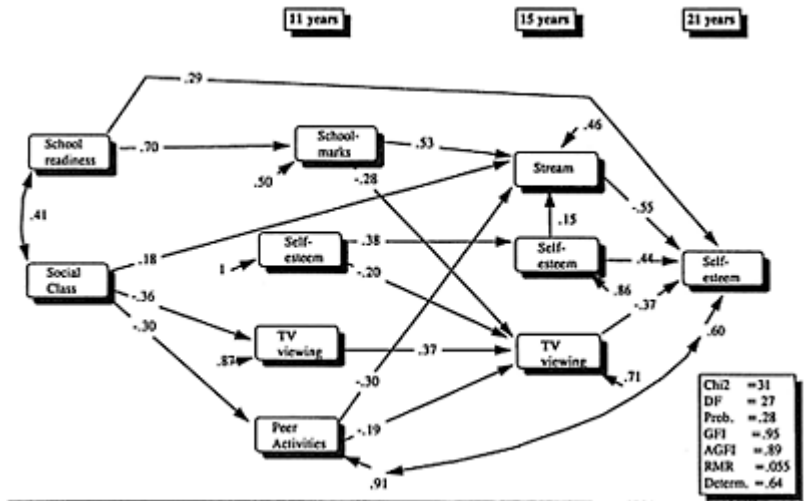 11 years
15 years
21 years
.29
School
readiness
.70
School-
marks
.53
.46
Stream
.50
-.28
-.55
.41
.15
.18
Self-
esteem
.38
Self-
esteem
.44
Self-
esteem
Social
Class
1
-.20
.86
-.36
-.37
-.30
.60
.87
TV
viewing
.37
TV
viewing
-.30
.71
Peer
Activities
-.19
.91
Chi2 =31
DF = 27
Prob. =.28
GFI =.95
AGFI =.89
RMR =.055
Determ. =.64